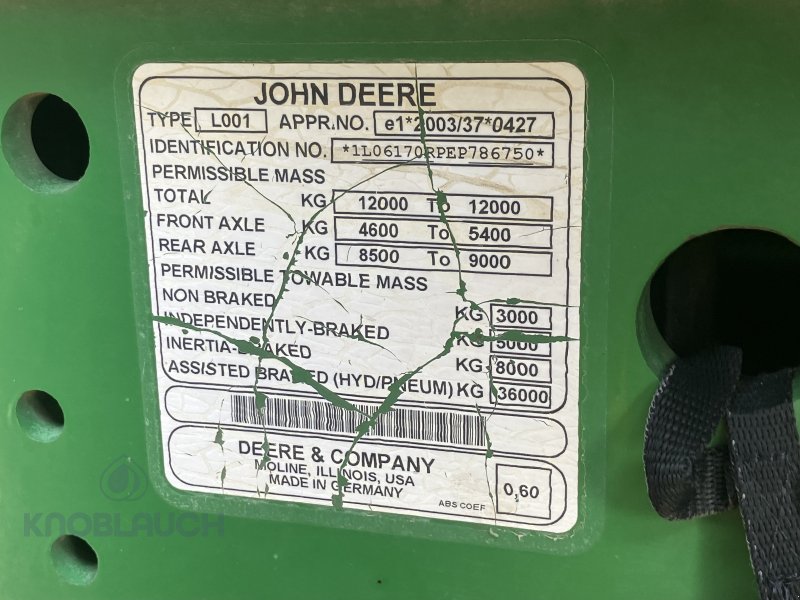 JOHN DEERE
TYPE L001 APPR.NO. e1*2003/37*0427
IDENTIFICATION NO. *1L06170RPEP786750*
PERMISSIBLE MASS
TOTAL KG 12000 To 12000
FRONT AXLE KG 4600 To 5400
REAR AXLE KG 8500 To 9000
PERMISSIBLE TOWABLE MASS
NON BRAKED KG 3000
INDEPENDENTLY-BRAKED KG 5000
INERTIA-BRAKED KG 8000
ASSISTED BRAKED (HYD/PNEUM) KG 36000
DEERE & COMPANY
MOLINE, ILLINOIS, USA
MADE IN GERMANY
ABS COEF 0,60
KNOBLAUCH